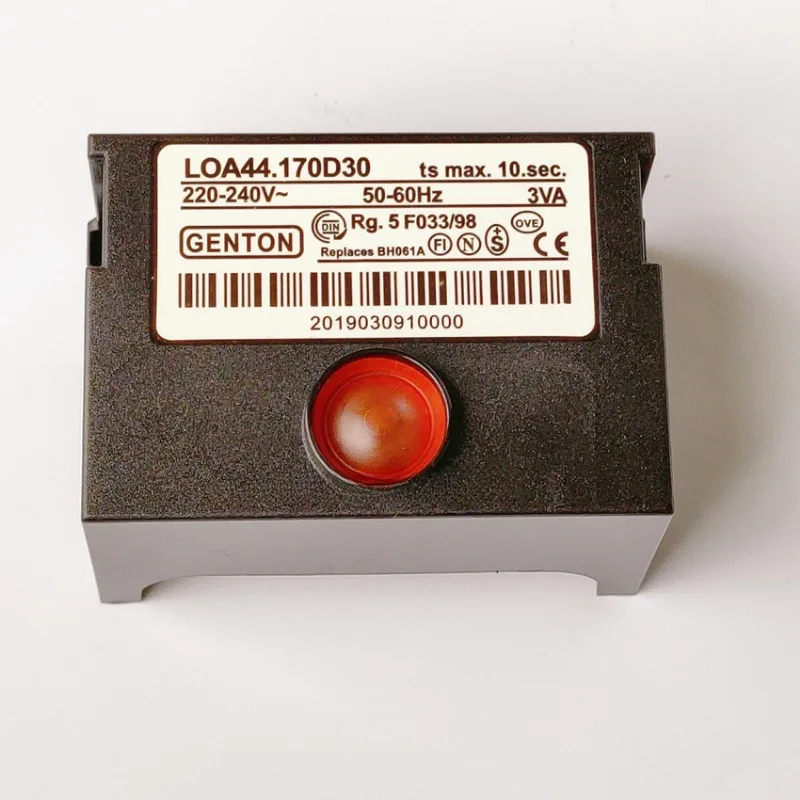 LOA44.170D30 ts max. 10.sec.
220-240V~ 50-60Hz 3VA
GENTON DIN Rg. 5 F033/98 OVE
Replaces BH061A FI N S CE
2019030910000